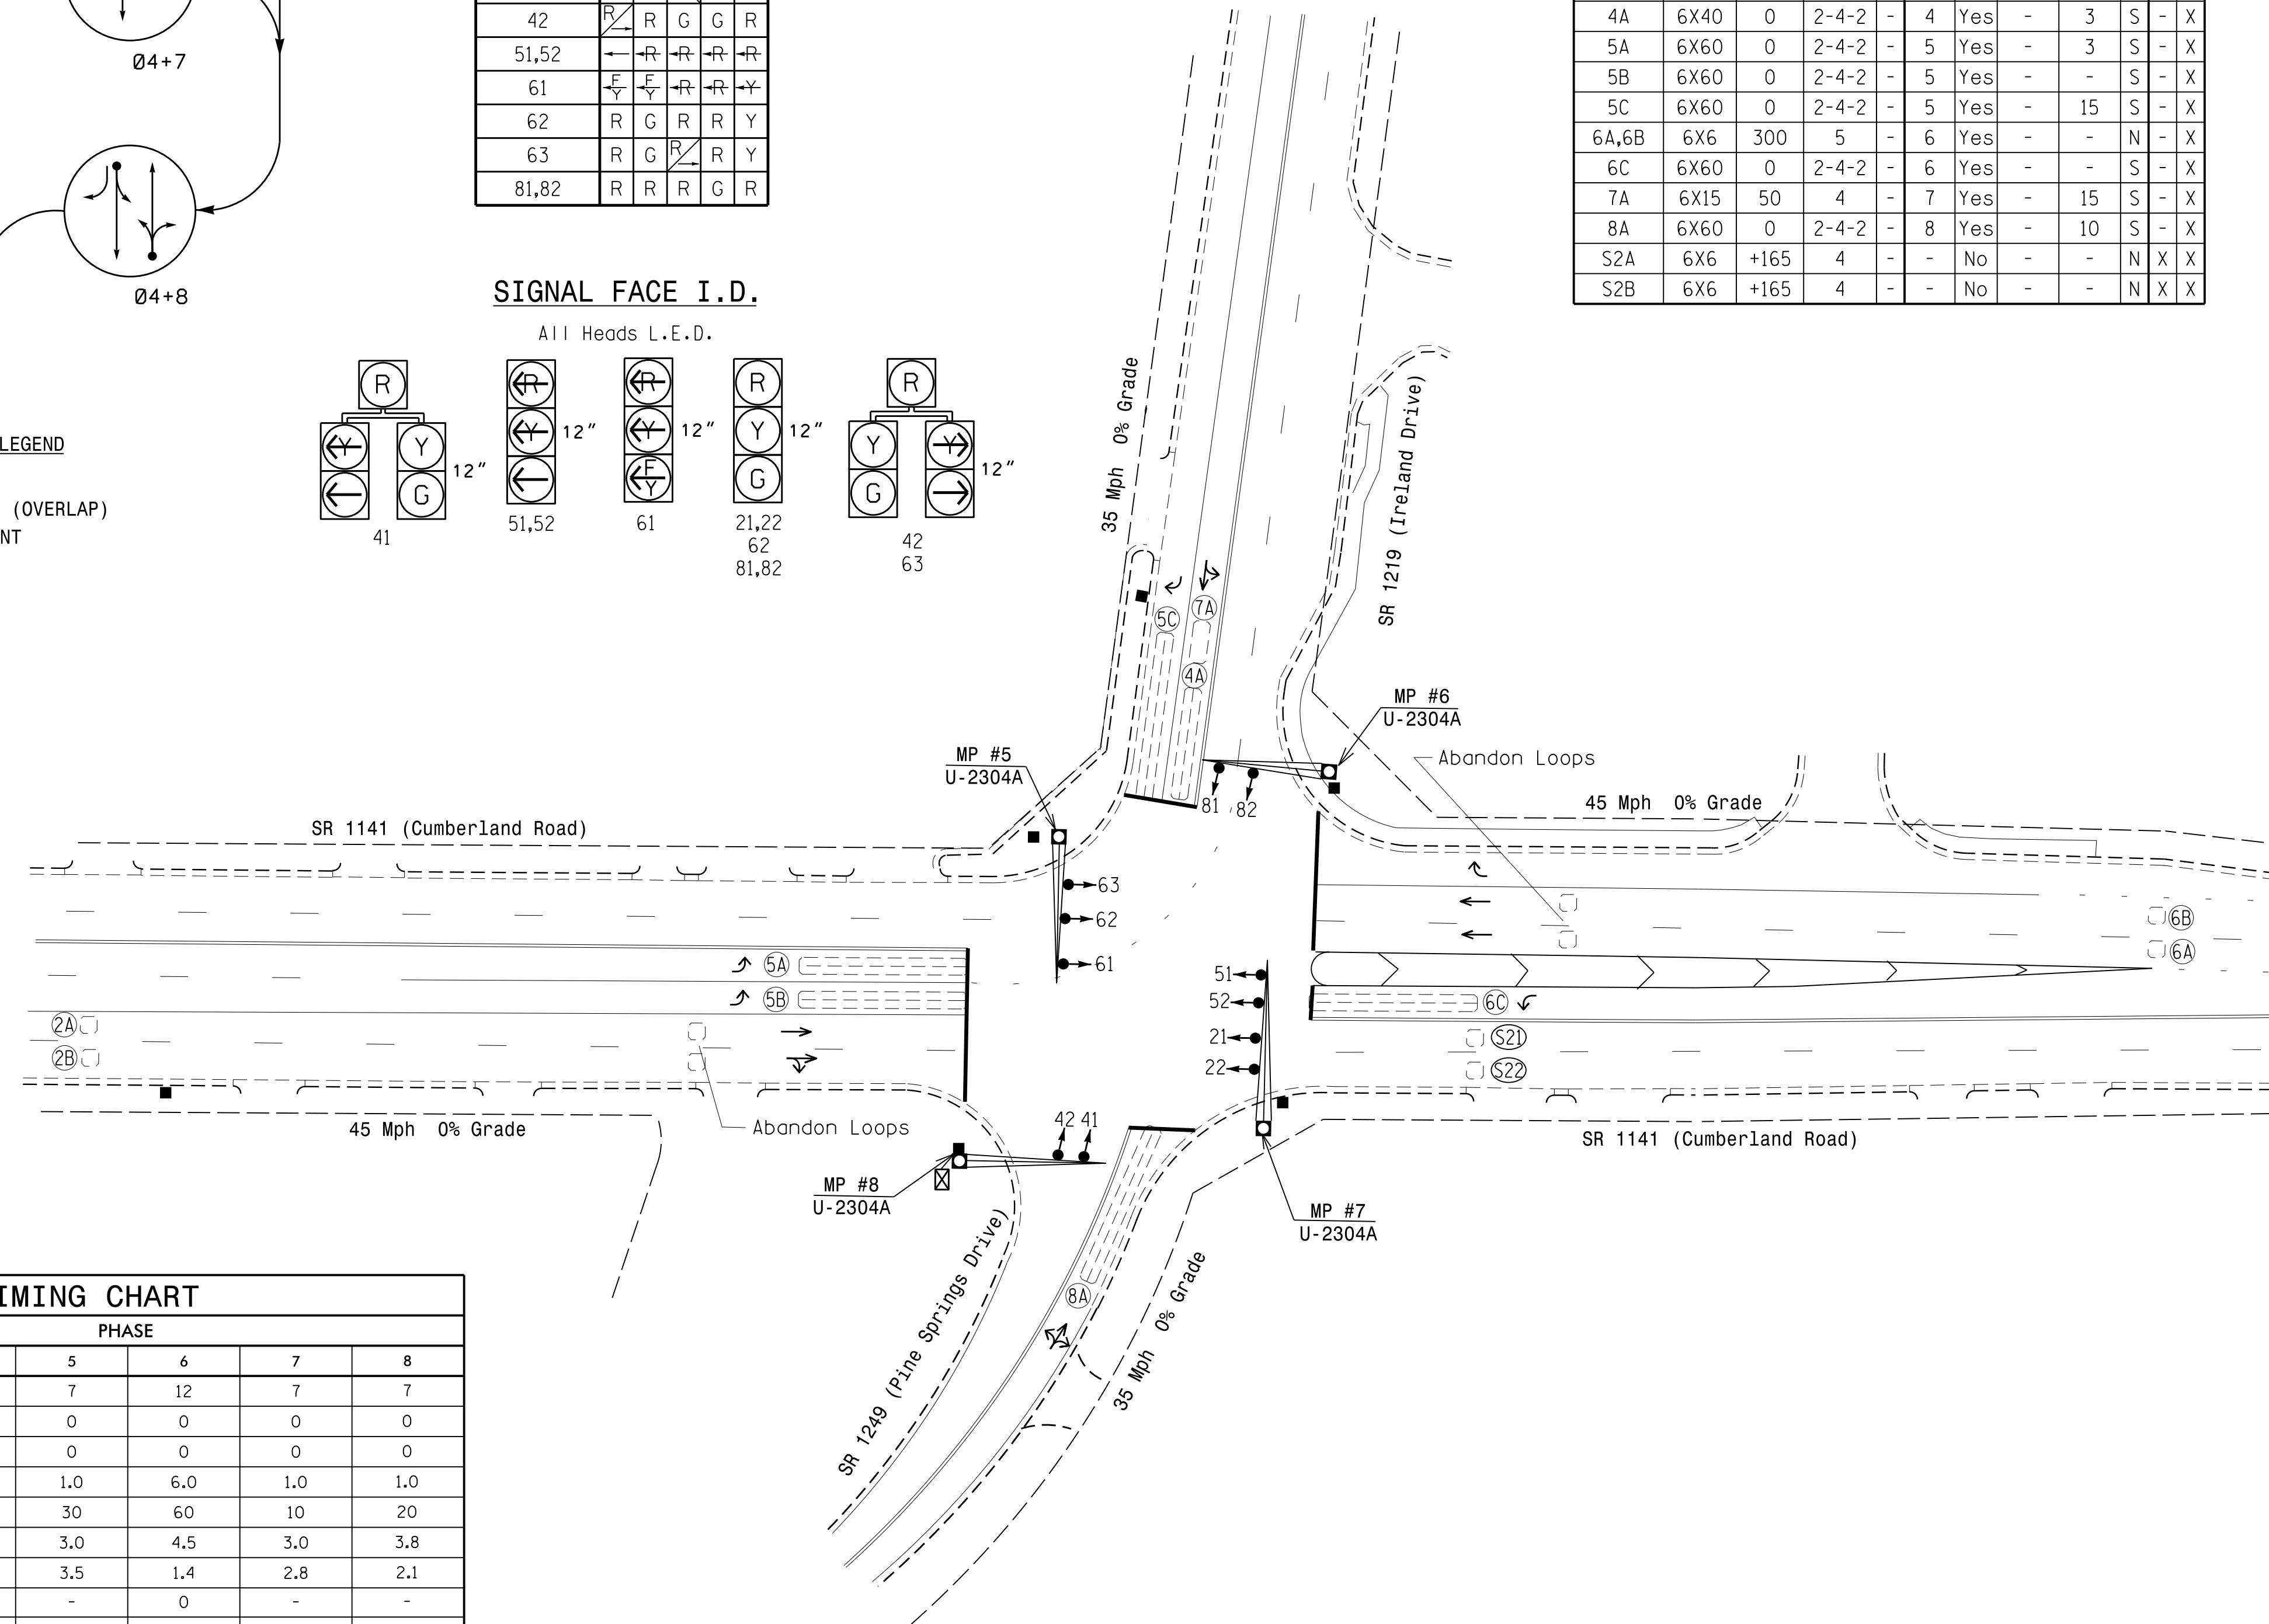 Ø4+7
Ø4+8
LEGEND
(OVERLAP)
NT
42 R R G G R
51,52 R R R R
61 F Y F Y R R Y
62 R G R R Y
63 R G R R Y
81,82 R R R G R
SIGNAL FACE I.D.
All Heads L.E.D.
R
Y Y
G
12"
41
R
Y
12"
51,52
R
Y
F Y
12"
61
R
Y
G
12"
21,22
62
81,82
R
Y Y
G
12"
42
63
4A 6X40 0 2-4-2 - 4 Yes - 3 S - X
5A 6X60 0 2-4-2 - 5 Yes - 3 S - X
5B 6X60 0 2-4-2 - 5 Yes - - S - X
5C 6X60 0 2-4-2 - 5 Yes - 15 S - X
6A,6B 6X6 300 5 - 6 Yes - - N - X
6C 6X60 0 2-4-2 - 6 Yes - - S - X
7A 6X15 50 4 - 7 Yes - 15 S - X
8A 6X60 0 2-4-2 - 8 Yes - 10 S - X
S2A 6X6 +165 4 - - No - - N X X
S2B 6X6 +165 4 - - No - - N X X
35 Mph 0% Grade
SR 1219 (Ireland Drive)
5C
7A
4A
MP #6
U-2304A
MP #5
U-2304A
Abandon Loops
81
82
45 Mph 0% Grade
SR 1141 (Cumberland Road)
63
62
61
6B
6A
5A
5B
51
52
21
22
6C
S21
S22
2A
2B
45 Mph 0% Grade
Abandon Loops
42 41
SR 1141 (Cumberland Road)
MP #8
U-2304A
MP #7
U-2304A
SR 1249 (Pine Springs Drive)
8A
35 Mph 0% Grade
IMING CHART
PHASE
5 6 7 8
7 12 7 7
0 0 0 0
0 0 0 0
1.0 6.0 1.0 1.0
30 60 10 20
3.0 4.5 3.0 3.8
3.5 1.4 2.8 2.1
- 0 - -